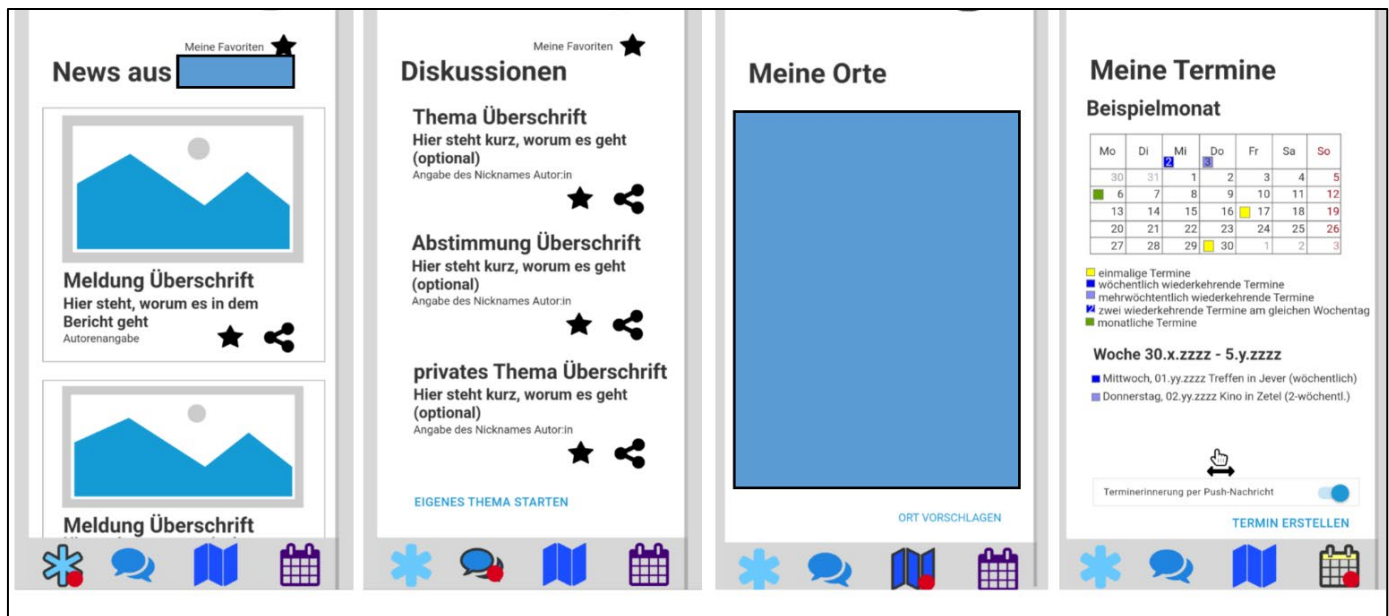 Meine Favoriten
News aus
Meldung Überschrift
Hier steht, worum es in dem
Bericht geht
Autorenangabe
Meldung Überschrift
Meine Favoriten
Diskussionen
Thema Überschrift
Hier steht kurz, worum es geht
(optional)
Angabe des Nicknames Autor:in
Abstimmung Überschrift
Hier steht kurz, worum es geht
(optional)
Angabe des Nicknames Autor:in
privates Thema Überschrift
Hier steht kurz, worum es geht
(optional)
Angabe des Nicknames Autor:in
EIGENES THEMA STARTEN
Meine Orte
ORT VORSCHLAGEN
Meine Termine
Beispielmonat
Mo Di Mi Do Fr Sa So
2 3
30 31 1 2 3 4 5
6 7 8 9 10 11 12
13 14 15 16 17 18 19
20 21 22 23 24 25 26
27 28 29 30 1 2 3
einmalige Termine
wöchentlich wiederkehrende Termine
mehrwöchtentlich wiederkehrende Termine
2 zwei wiederkehrende Termine am gleichen Wochentag
monatliche Termine
Woche 30.x.zzzz - 5.y.zzzz
Mittwoch, 01.yy.zzzz Treffen in Jever (wöchentlich)
Donnerstag, 02.yy.zzzz Kino in Zetel (2-wöchentl.)
Terminerinnerung per Push-Nachricht
TERMIN ERSTELLEN